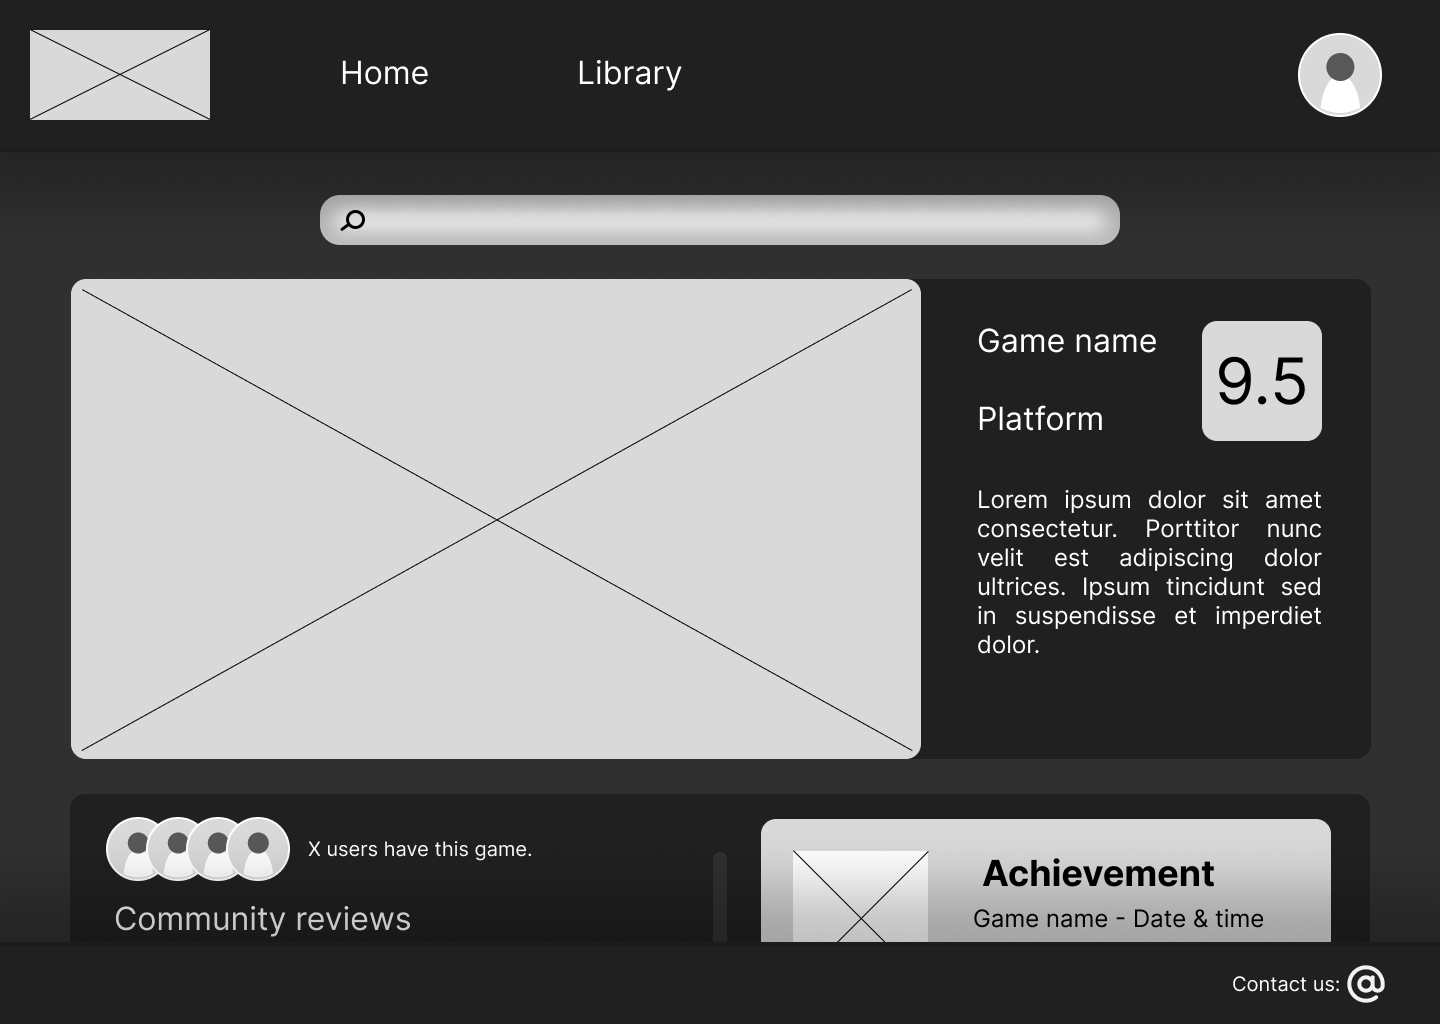 Home
Library
Game name
9.5
Platform
Lorem ipsum dolor sit amet
consectetur. Porttitor nunc
velit est adipiscing dolor
ultrices. Ipsum tincidunt sed
in suspendisse et imperdiet
dolor.
X users have this game.
Community reviews
Achievement
Game name - Date & time
Contact us: @